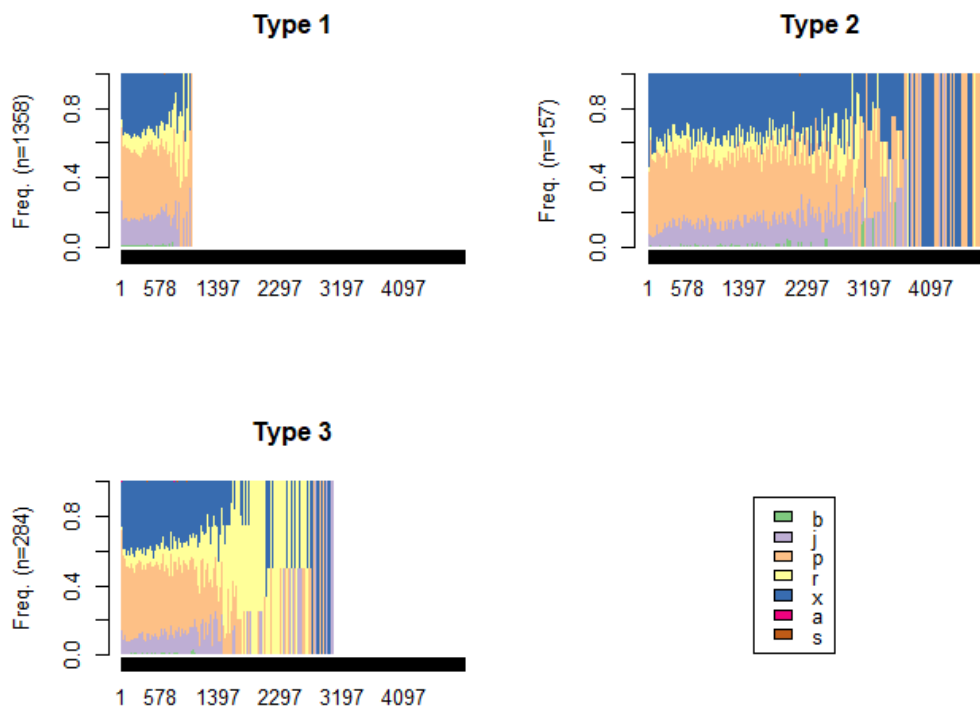 Type 1
Freq. (n=1358)
0.0 0.4 0.8
1 578 1397 2297 3197 4097
Type 2
Freq. (n=157)
0.0 0.4 0.8
1 578 1397 2297 3197 4097
Type 3
Freq. (n=284)
0.0 0.4 0.8
1 578 1397 2297 3197 4097
b
j
p
r
x
a
s